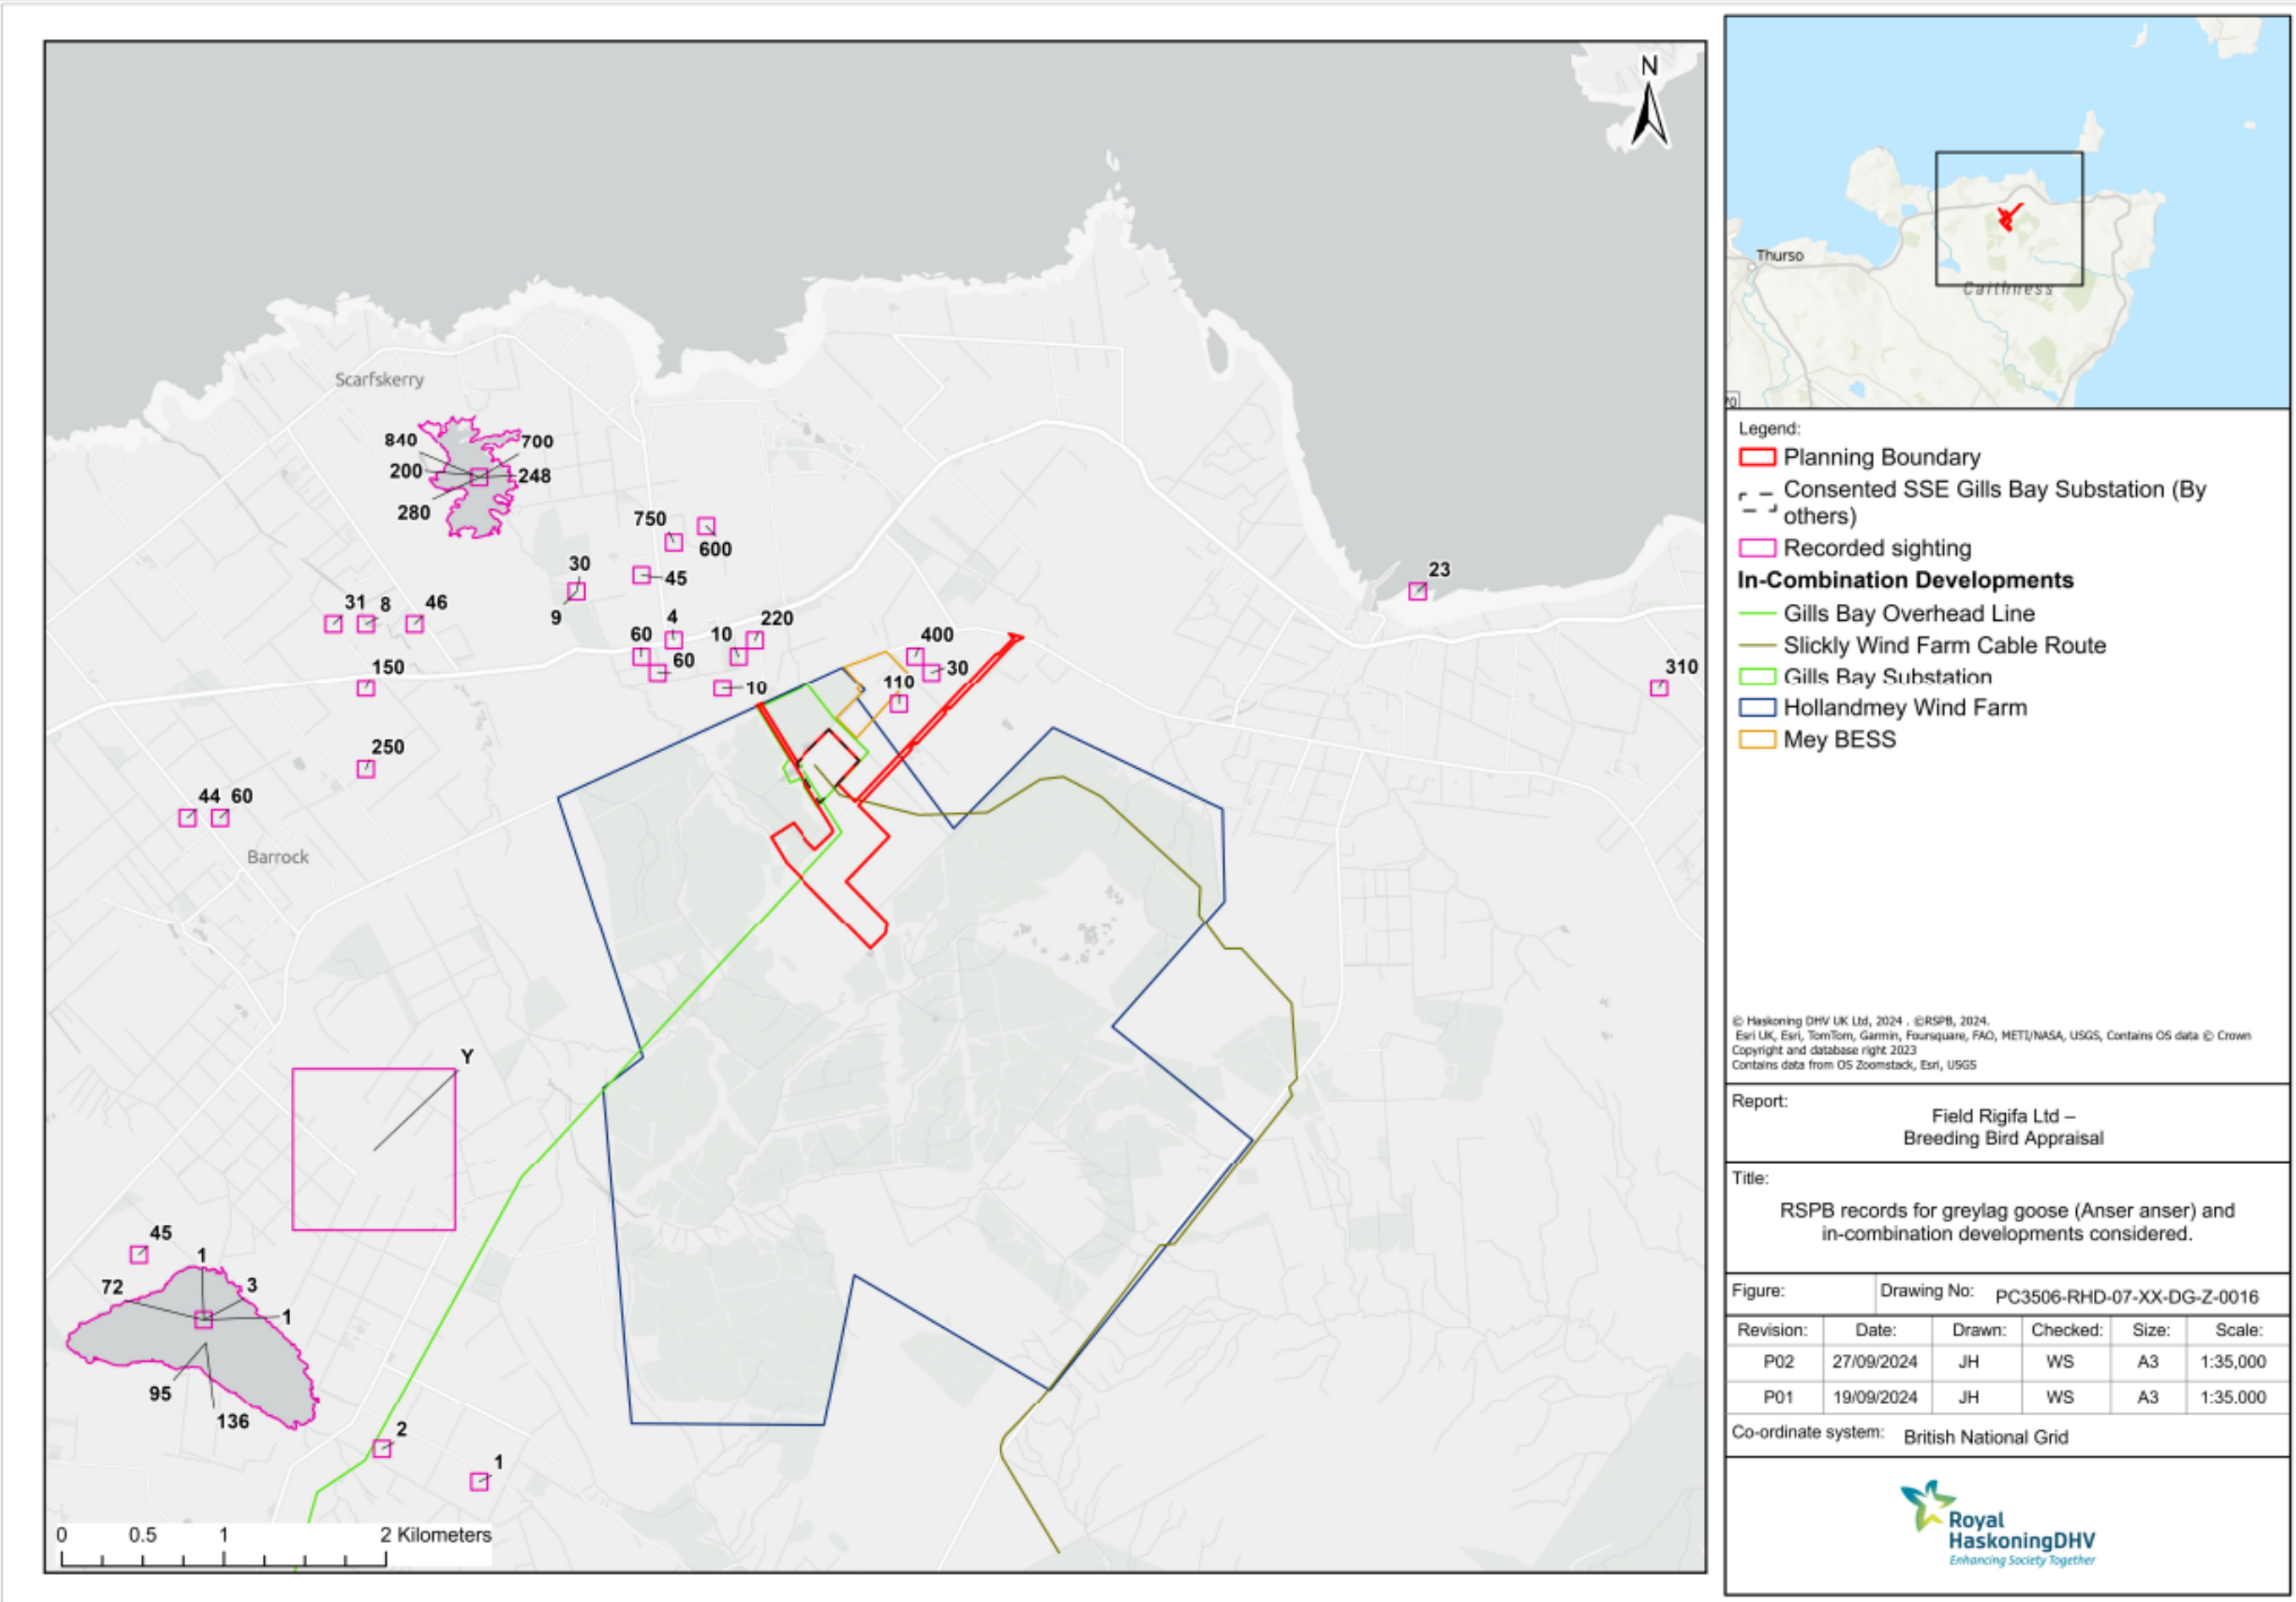 N
Scarfskerry
840
700
200
248
280
750
600
30
45
9
23
31
8
46
4
220
60
10
60
400
30
150
10
110
310
250
44
60
Barrock
Y
45
1
72
3
1
95
136
2
1
0
0.5
1
2 Kilometers
Thurso
Caithness
Legend:
Planning Boundary
Consented SSE Gills Bay Substation (By
others)
Recorded sighting
In-Combination Developments
Gills Bay Overhead Line
Slickly Wind Farm Cable Route
Gills Bay Substation
Hollandmey Wind Farm
Mey BESS
© Haskoning DHV UK Ltd, 2024 . ©RSPB, 2024.
Esri UK, Esri, TomTom, Garmin, Foursquare, FAO, METI/NASA, USGS, Contains OS data © Crown
Copyright and database right 2023
Contains data from OS Zoomstack, Esri, USGS
Report:
Field Rigifa Ltd –
Breeding Bird Appraisal
Title:
RSPB records for greylag goose (Anser anser) and
in-combination developments considered.
Figure:
Drawing No: PC3506-RHD-07-XX-DG-Z-0016
Revision: Date: Drawn: Checked: Size: Scale:
P02 27/09/2024 JH WS A3 1:35,000
P01 19/09/2024 JH WS A3 1:35.000
Co-ordinate system: British National Grid
Royal
HaskoningDHV
Enhancing Society Together